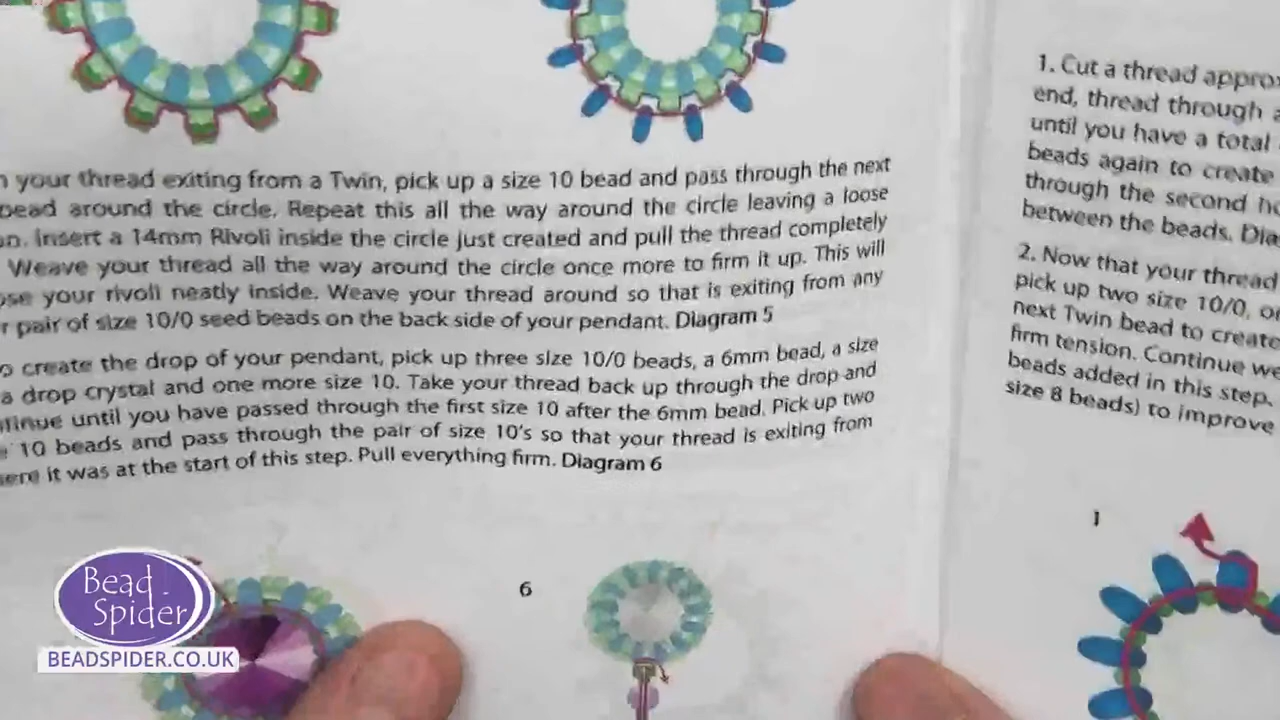 your thread exiting from a Twin, pick up a size 10 bead and pass through the next
bead around the circle. Repeat this all the way around the circle leaving a loose
Insert a 14mm Rivoli inside the circle just created and pull the thread completely
Weave your thread all the way around the circle once more to firm it up. This will
your rivoli neatly inside. Weave your thread around so that is exiting from any
pair of size 10/0 seed beads on the back side of your pendant. Diagram 5
create the drop of your pendant, pick up three size 10/0 beads, a 6mm bead, a size
a drop crystal and one more size 10. Take your thread back up through the drop and
until you have passed through the first size 10 after the 6mm bead. Pick up two
10 beads and pass through the pair of size 10's so that your thread is exiting from
it was at the start of this step. Pull everything firm. Diagram 6
6
1. Cut a thread
end, thread through
until you have a total
beads again to create
through the second
between the beads.
2. Now that your thread
pick up two size 10/0,
next Twin bead to create
firm tension. Continue
beads added in this step.
size 8 beads) to improve
1
Bead
Spider
BEADSPIDER.CO.UK